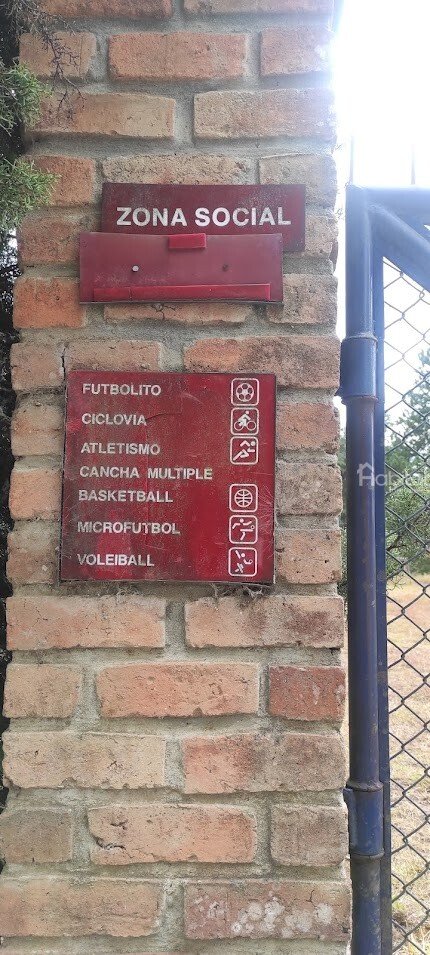 ZONA SOCIAL
FUTBOLITO
CICLOVIA
ATLETISMO
CANCHA MULTIPLE
BASKETBALL
MICROFUTBOL
VOLEIBALL